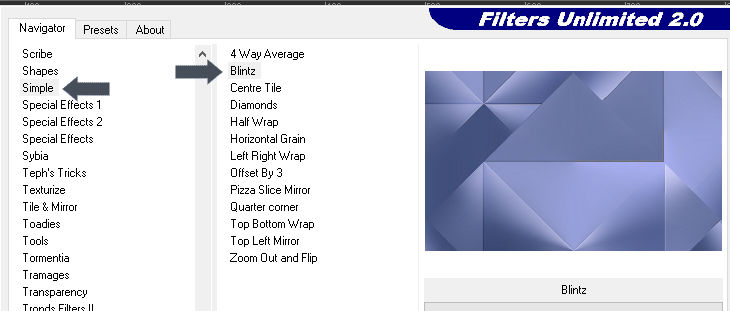 Filters Unlimited 2.0
Navigator
Presets
About
Scribe
Shapes
Simple
Special Effects 1
Special Effects 2
Special Effects
Sybia
Teph's Tricks
Texturize
Tile & Mirror
Toadies
Tools
Tormentia
Tramages
Transparency
Tronds Filters II
4 Way Average
Blintz
Centre Tile
Diamonds
Half Wrap
Horizontal Grain
Left Right Wrap
Offset By 3
Pizza Slice Mirror
Quarter corner
Top Bottom Wrap
Top Left Mirror
Zoom Out and Flip
Blintz